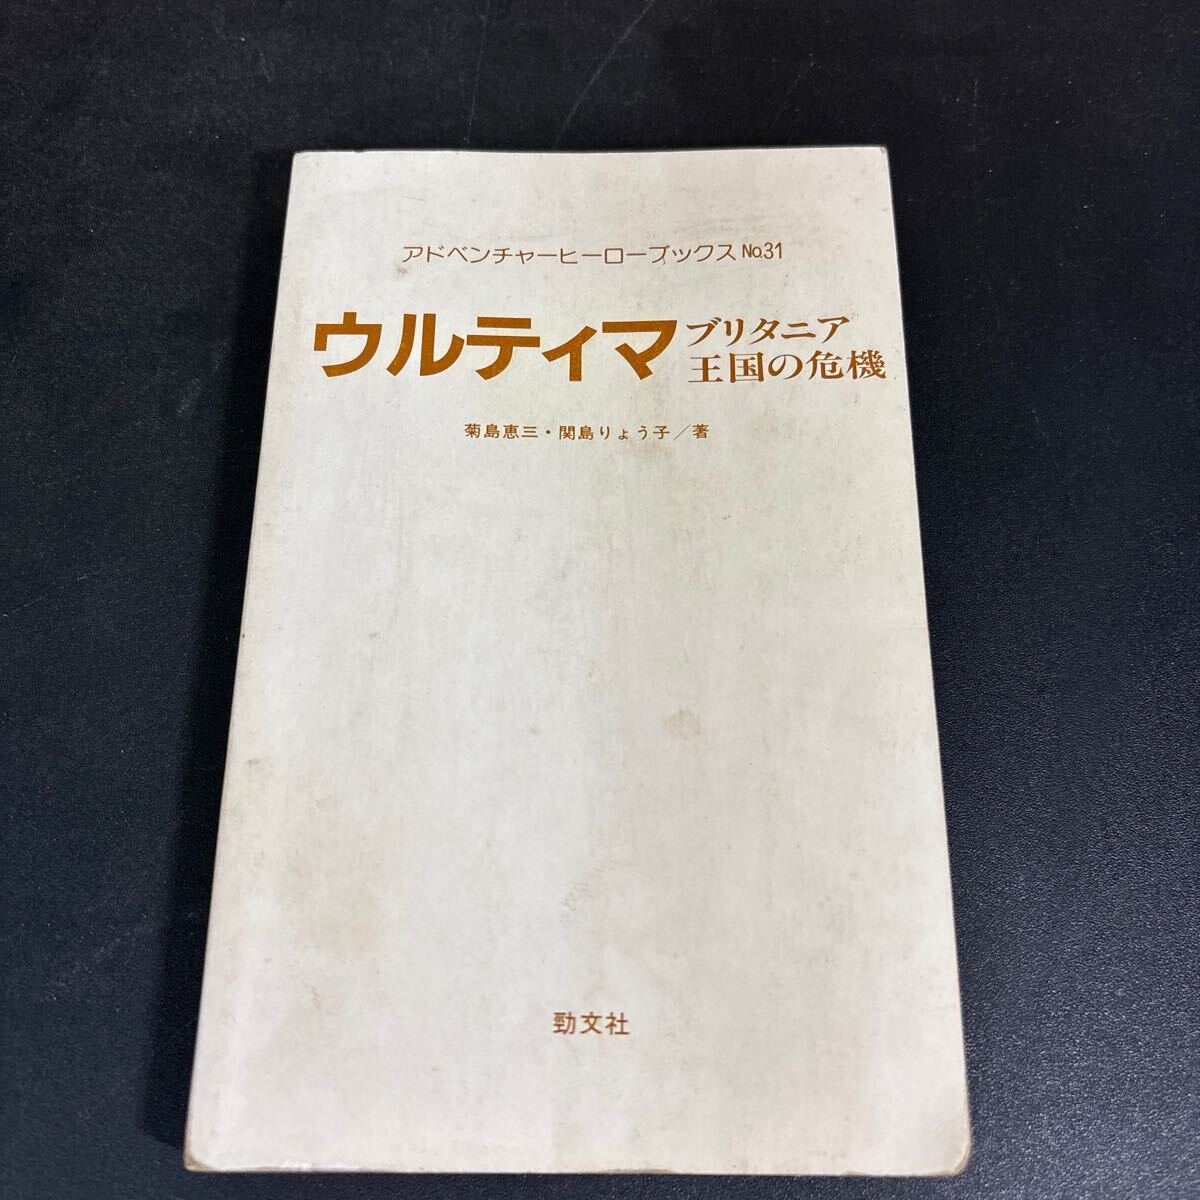 アドベンチャーヒーローブックスNo.31
ウルティマ
ブリタニア
王国の危機
菊島恵三・関島りょう子／著
勁文社